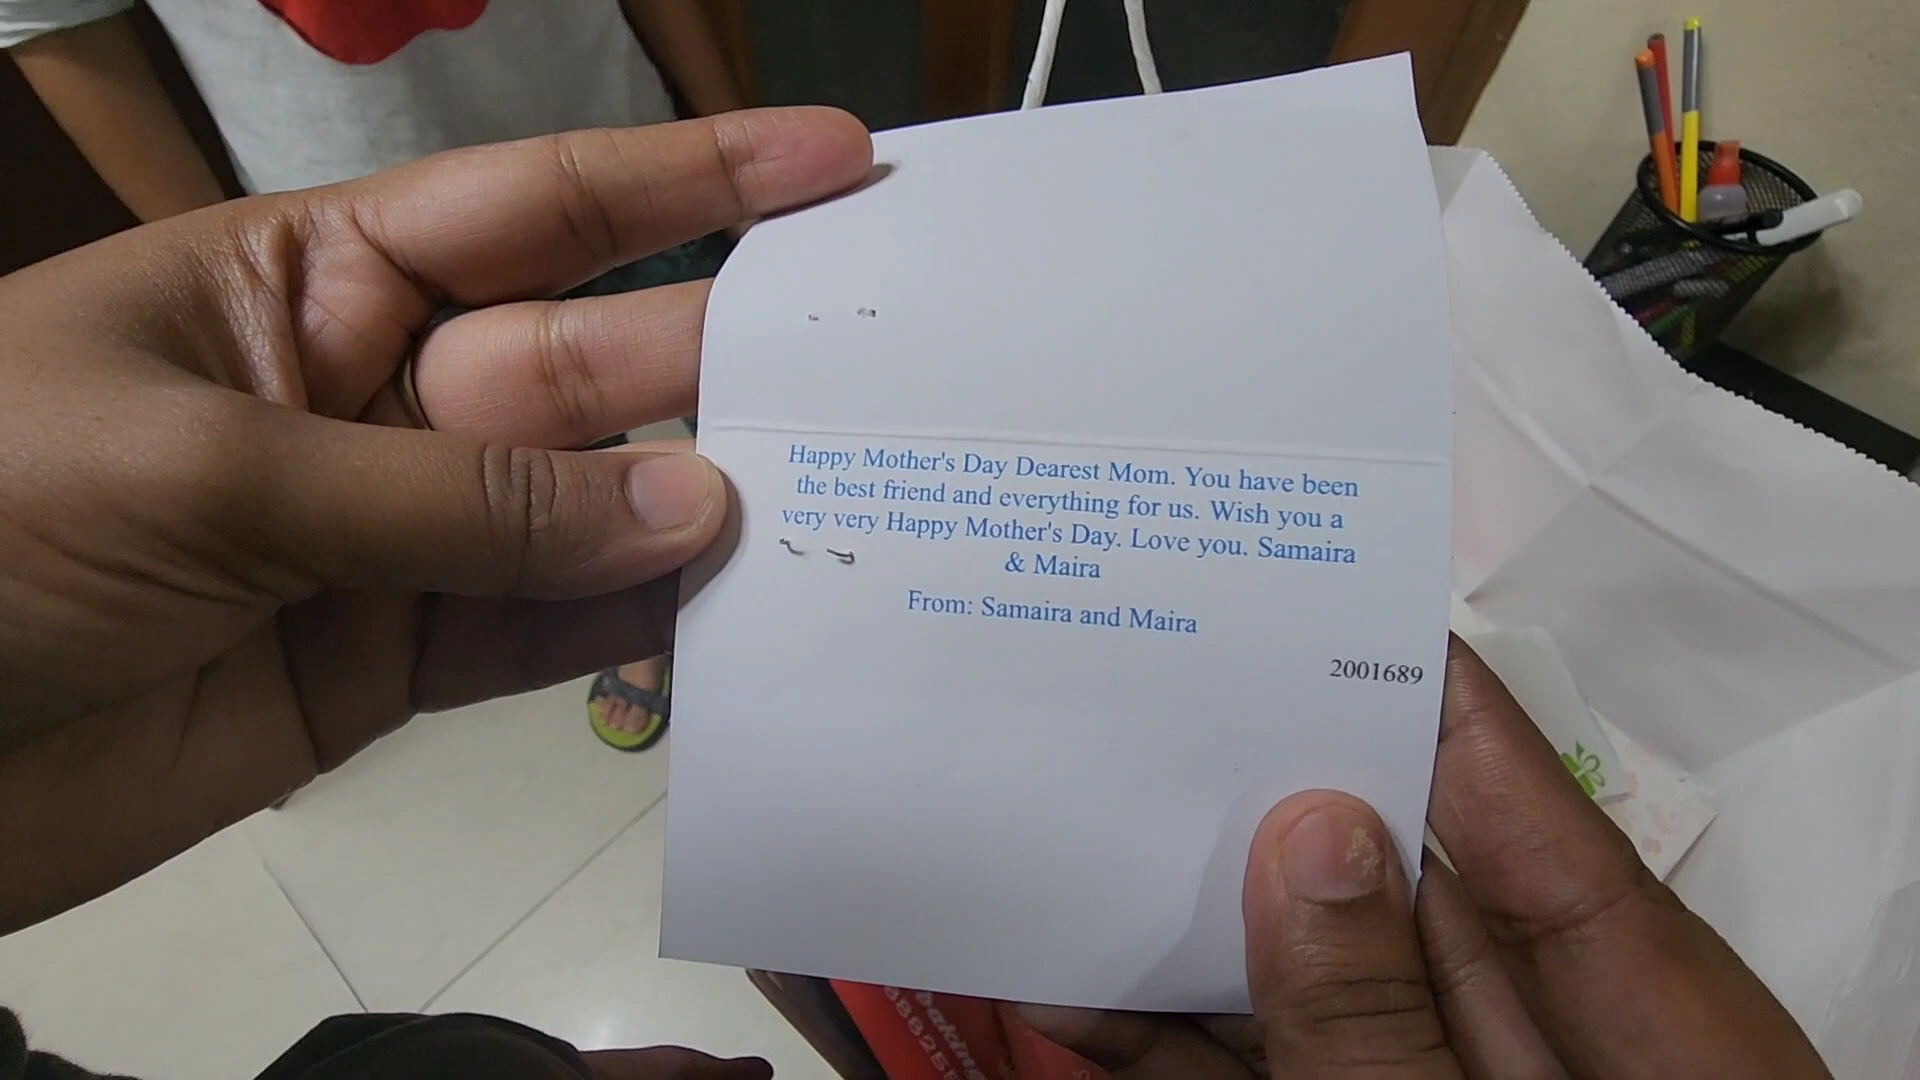 Happy Mother's Day Dearest Mom. You have been
the best friend and everything for us. Wish you a
very very Happy Mother's Day. Love you. Samaira
& Maira
From: Samaira and Maira
2001689